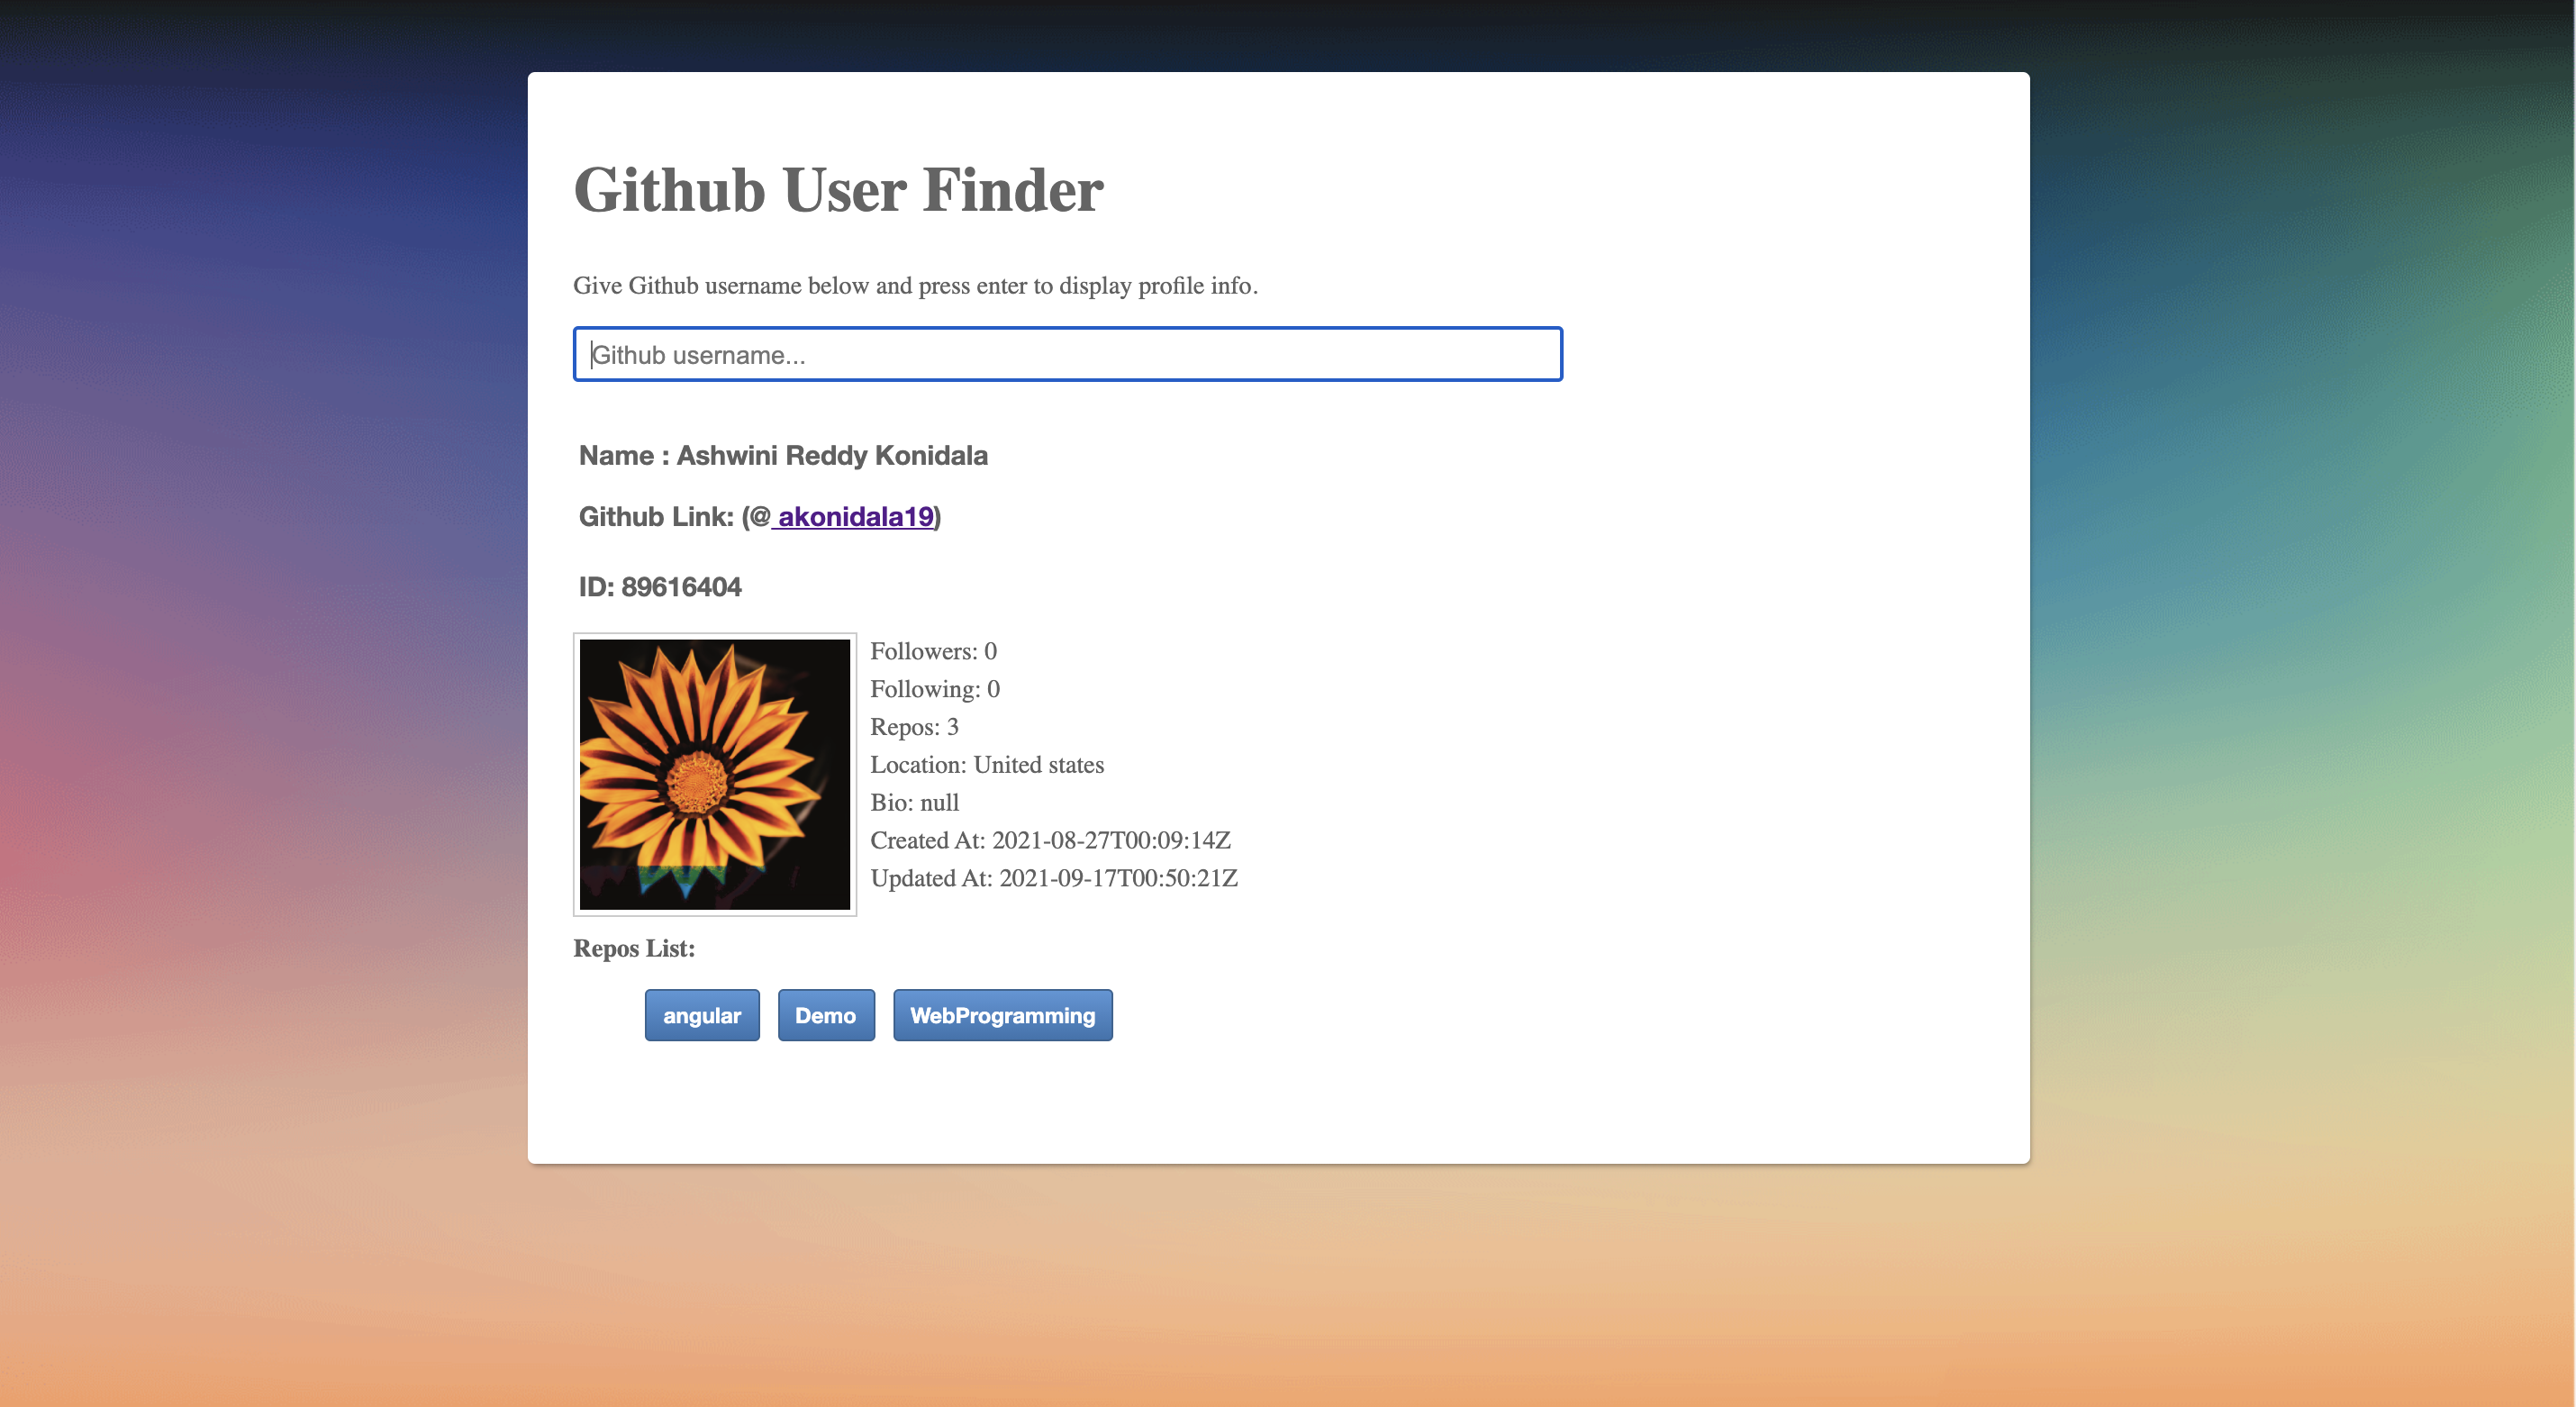 Github User Finder
Give Github username below and press enter to display profile info.
Github username...
Name : Ashwini Reddy Konidala
Github Link: (@ akonidala19)
ID: 89616404
Followers: 0
Following: 0
Repos: 3
Location: United states
Bio: null
Created At: 2021-08-27T00:09:14Z
Updated At: 2021-09-17T00:50:21Z
Repos List:
angular Demo WebProgramming